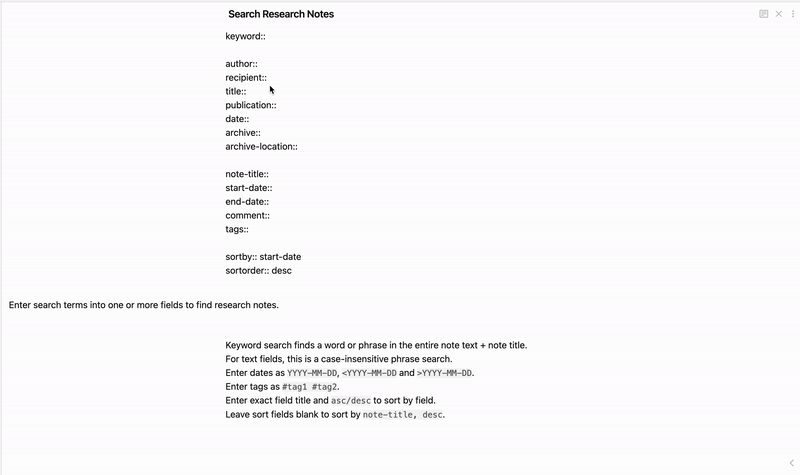 Search Research Notes
keyword::
author::
recipient::
title::
publication::
date::
archive::
archive-location::
note-title::
start-date::
end-date::
comment::
tags::
sortby:: start-date
sortorder:: desc
Enter search terms into one or more fields to find research notes.
Keyword search finds a word or phrase in the entire note text + note title.
For text fields, this is a case-insensitive phrase search.
Enter dates as YYYY-MM-DD, <YYYY-MM-DD and >YYYY-MM-DD.
Enter tags as #tag1 #tag2.
Enter exact field title and asc/desc to sort by field.
Leave sort fields blank to sort by note-title, desc.